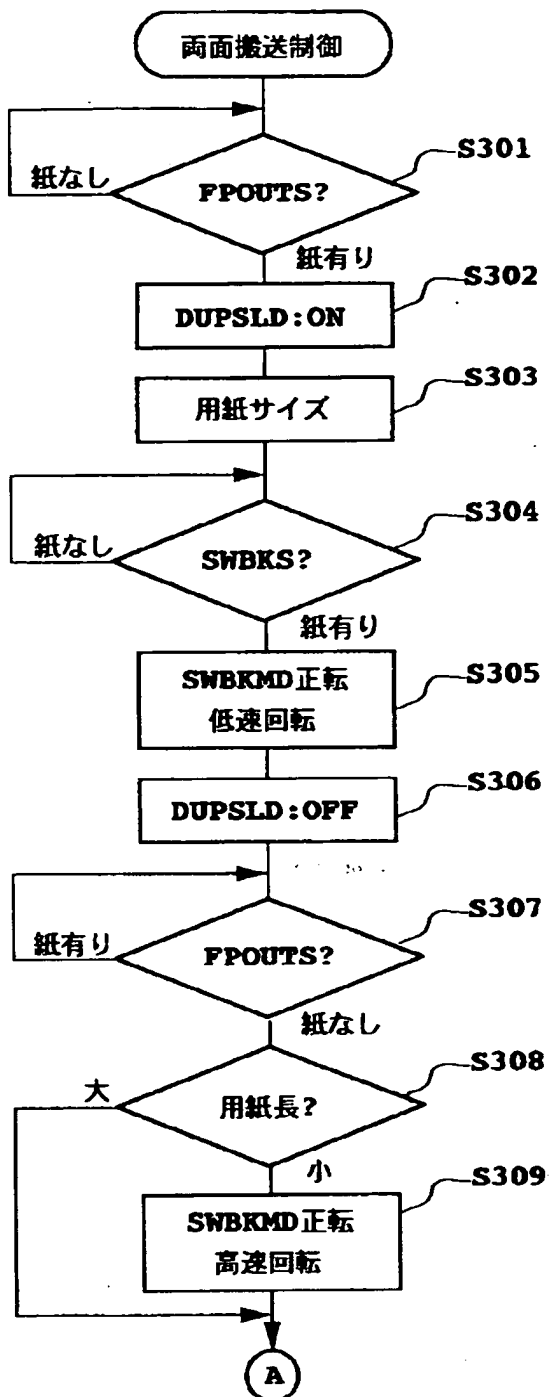 両面搬送制御
S301
紙なし
FPOUTS?
紙有り
S302
DUPSLD:ON
S303
用紙サイズ
S304
紙なし
SWBKS?
紙有り
S305
SWBKMD正転
低速回転
S306
DUPSLD:OFF
S307
紙有り
FPOUTS?
紙なし
S308
大
用紙長?
小
S309
SWBKMD正転
高速回転
A